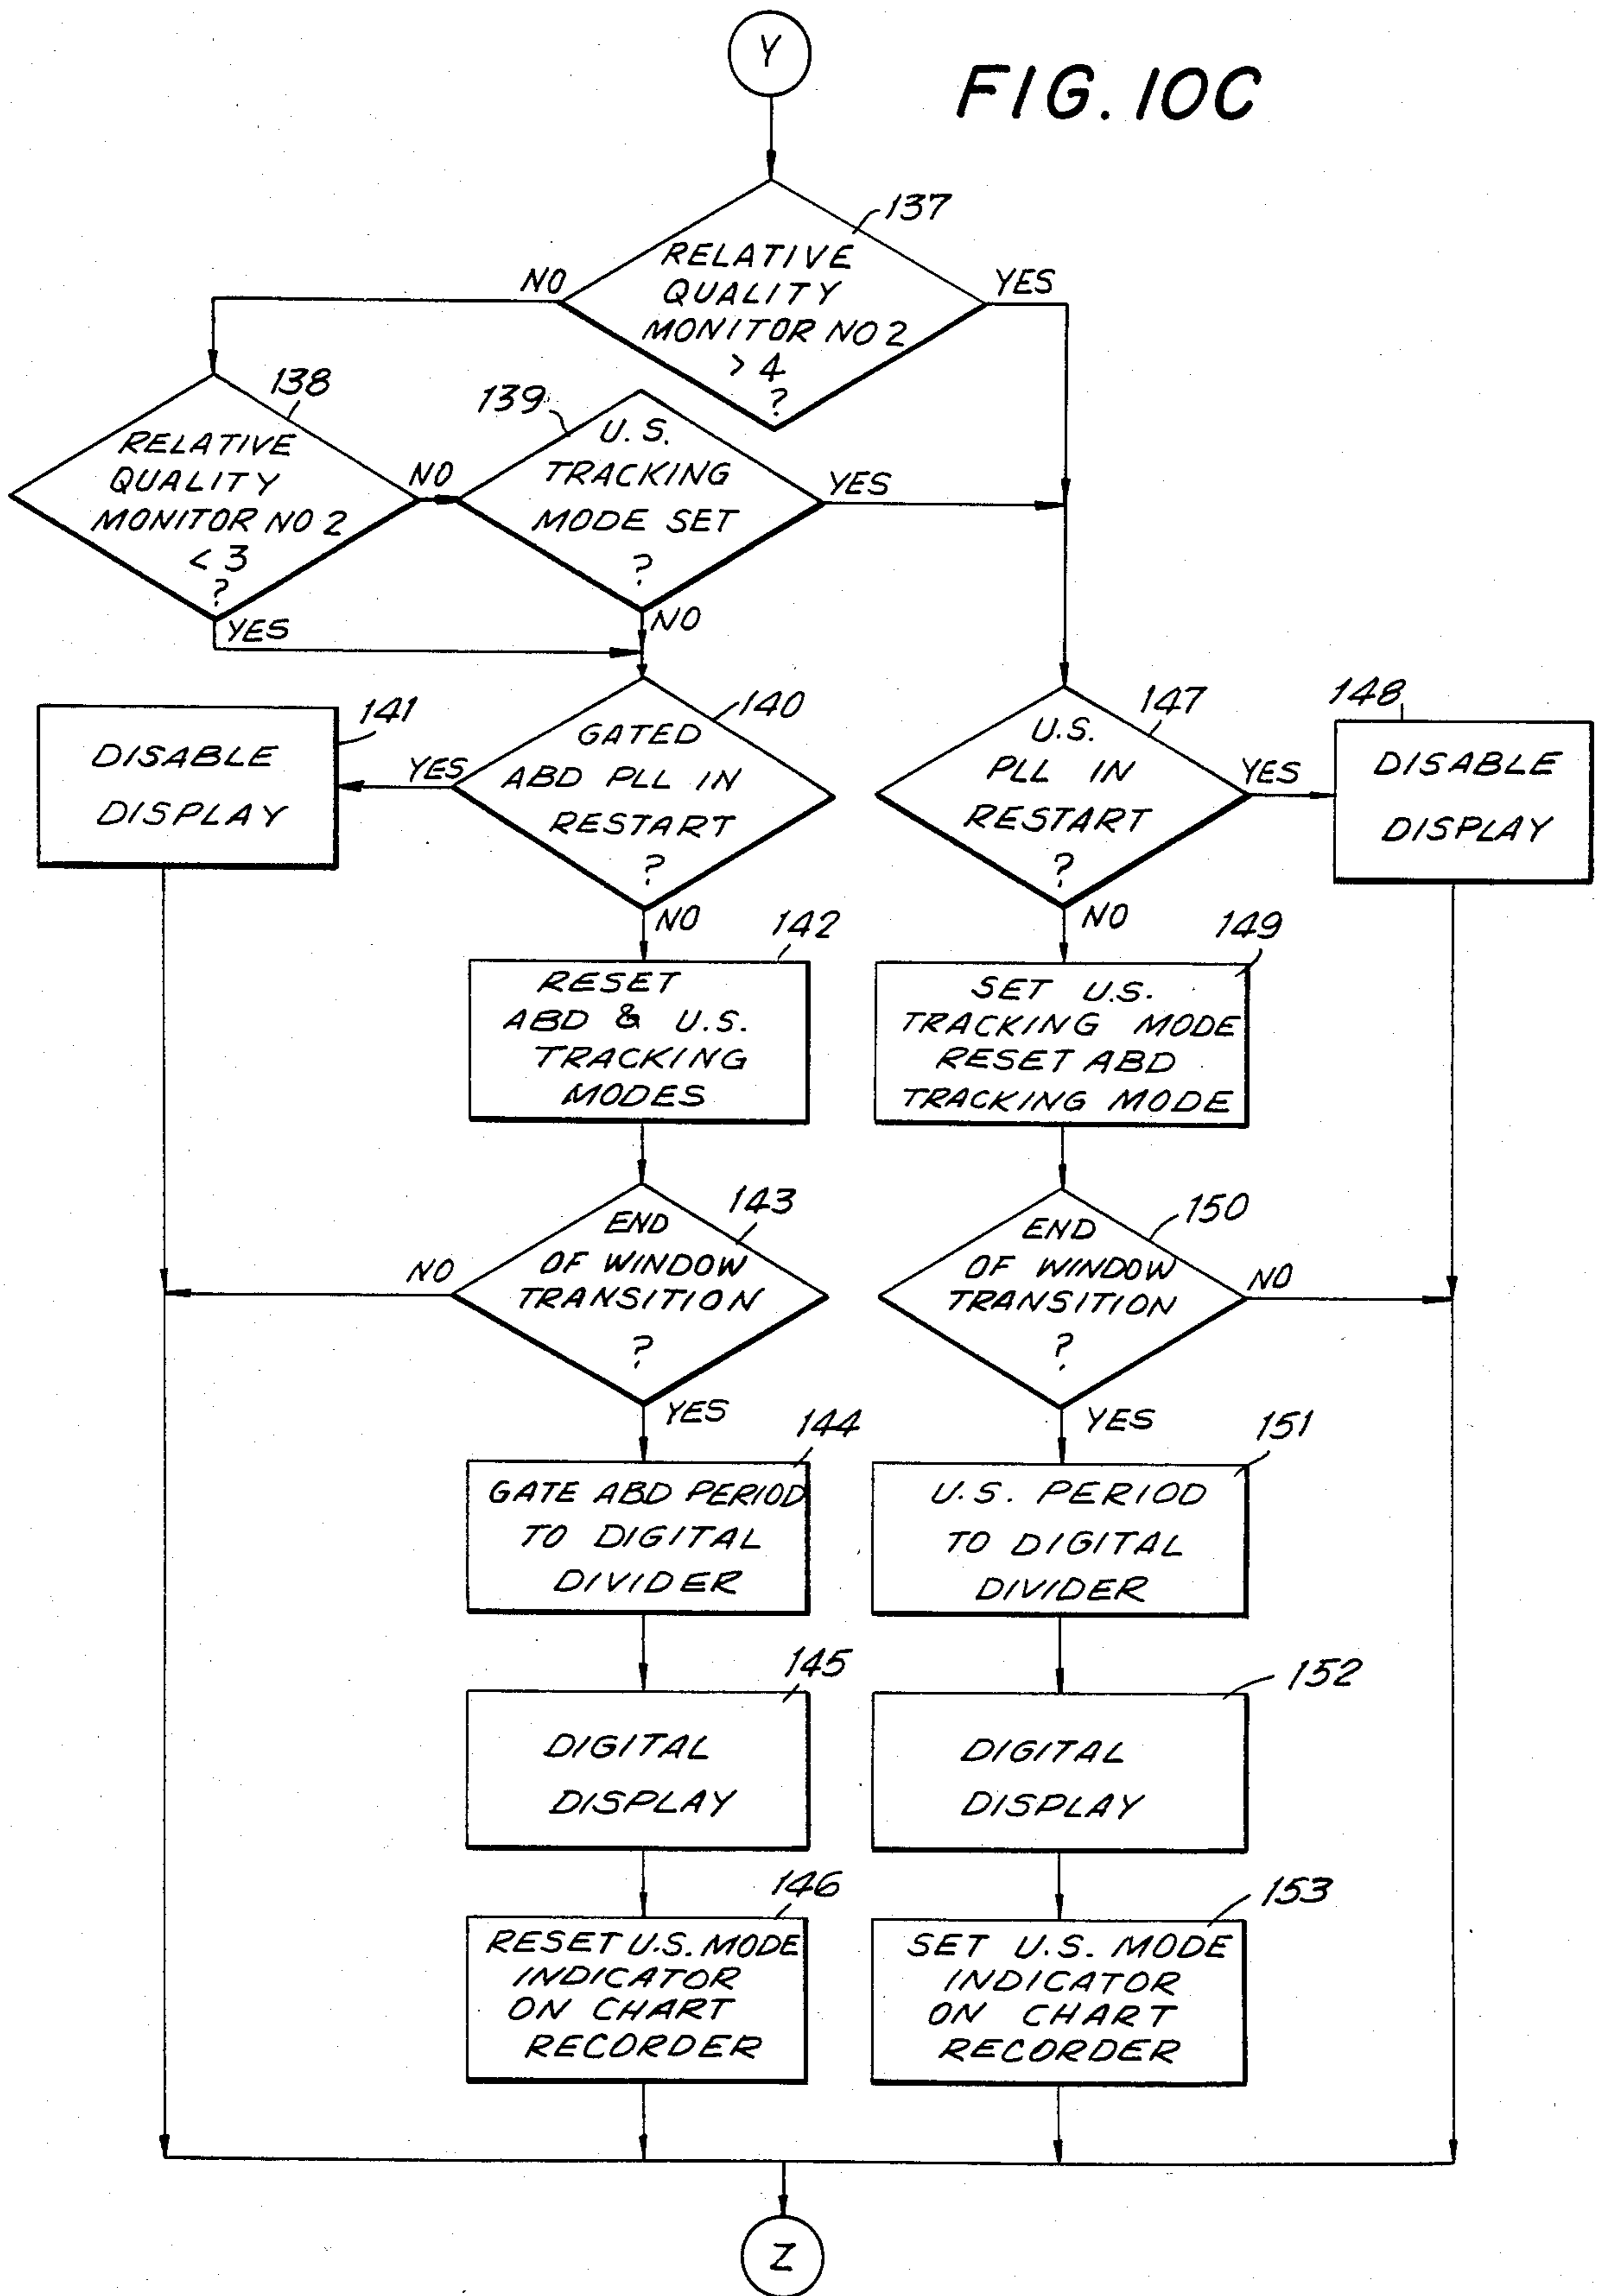 Y
FIG. 10C
137
RELATIVE
QUALITY
MONITOR NO 2
> 4
?
NO
YES
138
RELATIVE
QUALITY
MONITOR NO 2
< 3
?
NO
YES
139
U.S.
TRACKING
MODE SET
?
YES
NO
140
GATED
ABD PLL IN
RESTART
?
YES
NO
141
DISABLE
DISPLAY
147
U.S.
PLL IN
RESTART
?
YES
NO
148
DISABLE
DISPLAY
142
RESET
ABD & U.S.
TRACKING
MODES
149
SET U.S.
TRACKING MODE
RESET ABD
TRACKING MODE
143
END
OF WINDOW
TRANSITION
?
NO
YES
150
END
OF WINDOW
TRANSITION
?
NO
YES
144
GATE ABD PERIOD
TO DIGITAL
DIVIDER
151
U.S. PERIOD
TO DIGITAL
DIVIDER
145
DIGITAL
DISPLAY
152
DIGITAL
DISPLAY
146
RESET U.S. MODE
INDICATOR
ON CHART
RECORDER
153
SET U.S. MODE
INDICATOR
ON CHART
RECORDER
Z